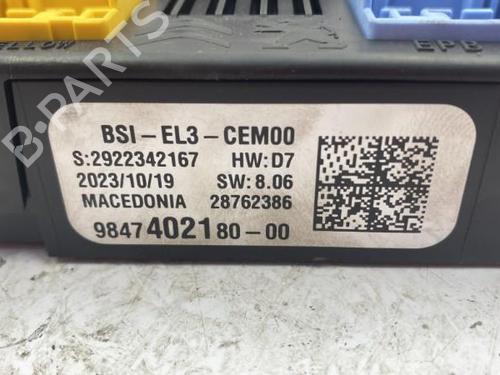 YELLOW
EPB
B-PARTS
BSI-EL3-CEM00
S:2922342167 HW:D7
2023/10/19 SW:8.06
MACEDONIA 28762386
9847402180-00